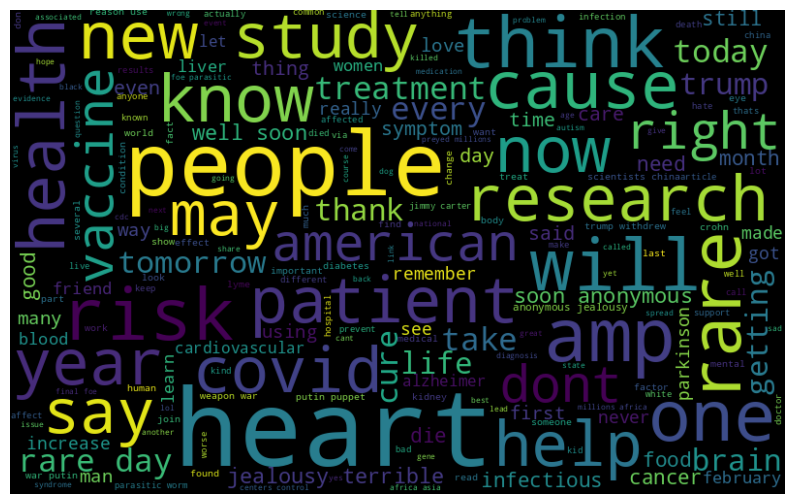 reason use wrong actually common science tell anything infection death china still
associated don new study think today
let love
liver women thing
health even know treatment cause trump
hope foe parasitic killed medication
results evidence black anyone affected really every age autism care hate eye thats
vaccine known question well soon symptom time right
virus world fact died via want give lot
people now need month
condition come day scientists chinaarticle
several going course dog change treat problem
cdc next jimmy carter body feel crohn
may thank research
way big much find national trump withdrew
show effect share link make said last made
american will rare got
live tomorrow important diabetes back called yet well
good look different remember call
friend keep part lyme hospital soon anonymous getting
risk patient anonymous jealousy support spread sad
many work using prevent cant medical see take amp great mental
blood cardiovascular diagnosis parkinson
year covid cure life state factor
learn kind alzheimer dont white
final foe human weapon war putin puppet kidney best millions africa doctor
affect lol first never
say join heart lead someone one
issue another worse bad die help kid
increase gene food brain
rare day man found jealousy yes terrible read infectious cancer february
war putin
syndrome parasitic worm centers control africa asia